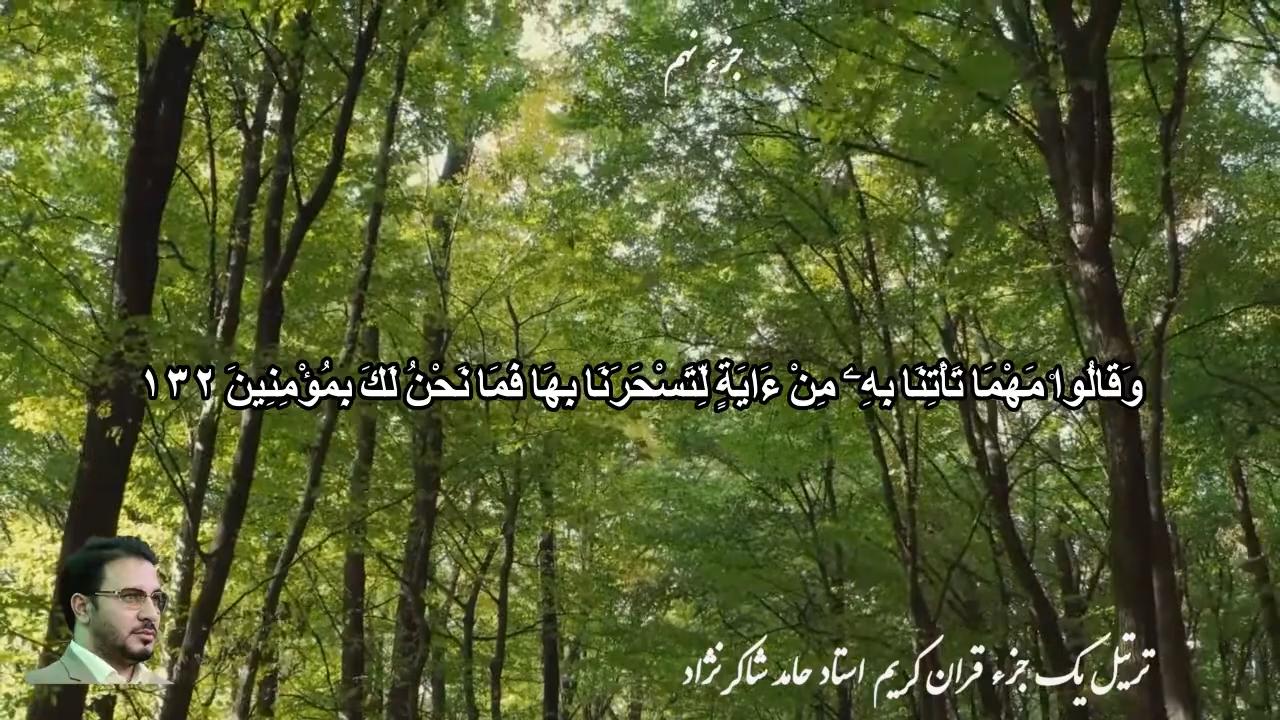 جزء نهم
وَقَالُوا۟ مَهْمَا تَأْتِنَا بِهِۦ مِنْ ءَايَةٍ لِّتَسْحَرَنَا بِهَا فَمَا نَحْنُ لَكَ بِمُؤْمِنِينَ ١٣٢
ترتیل یک جزء قران کریم استاد حامد شاکرنژاد